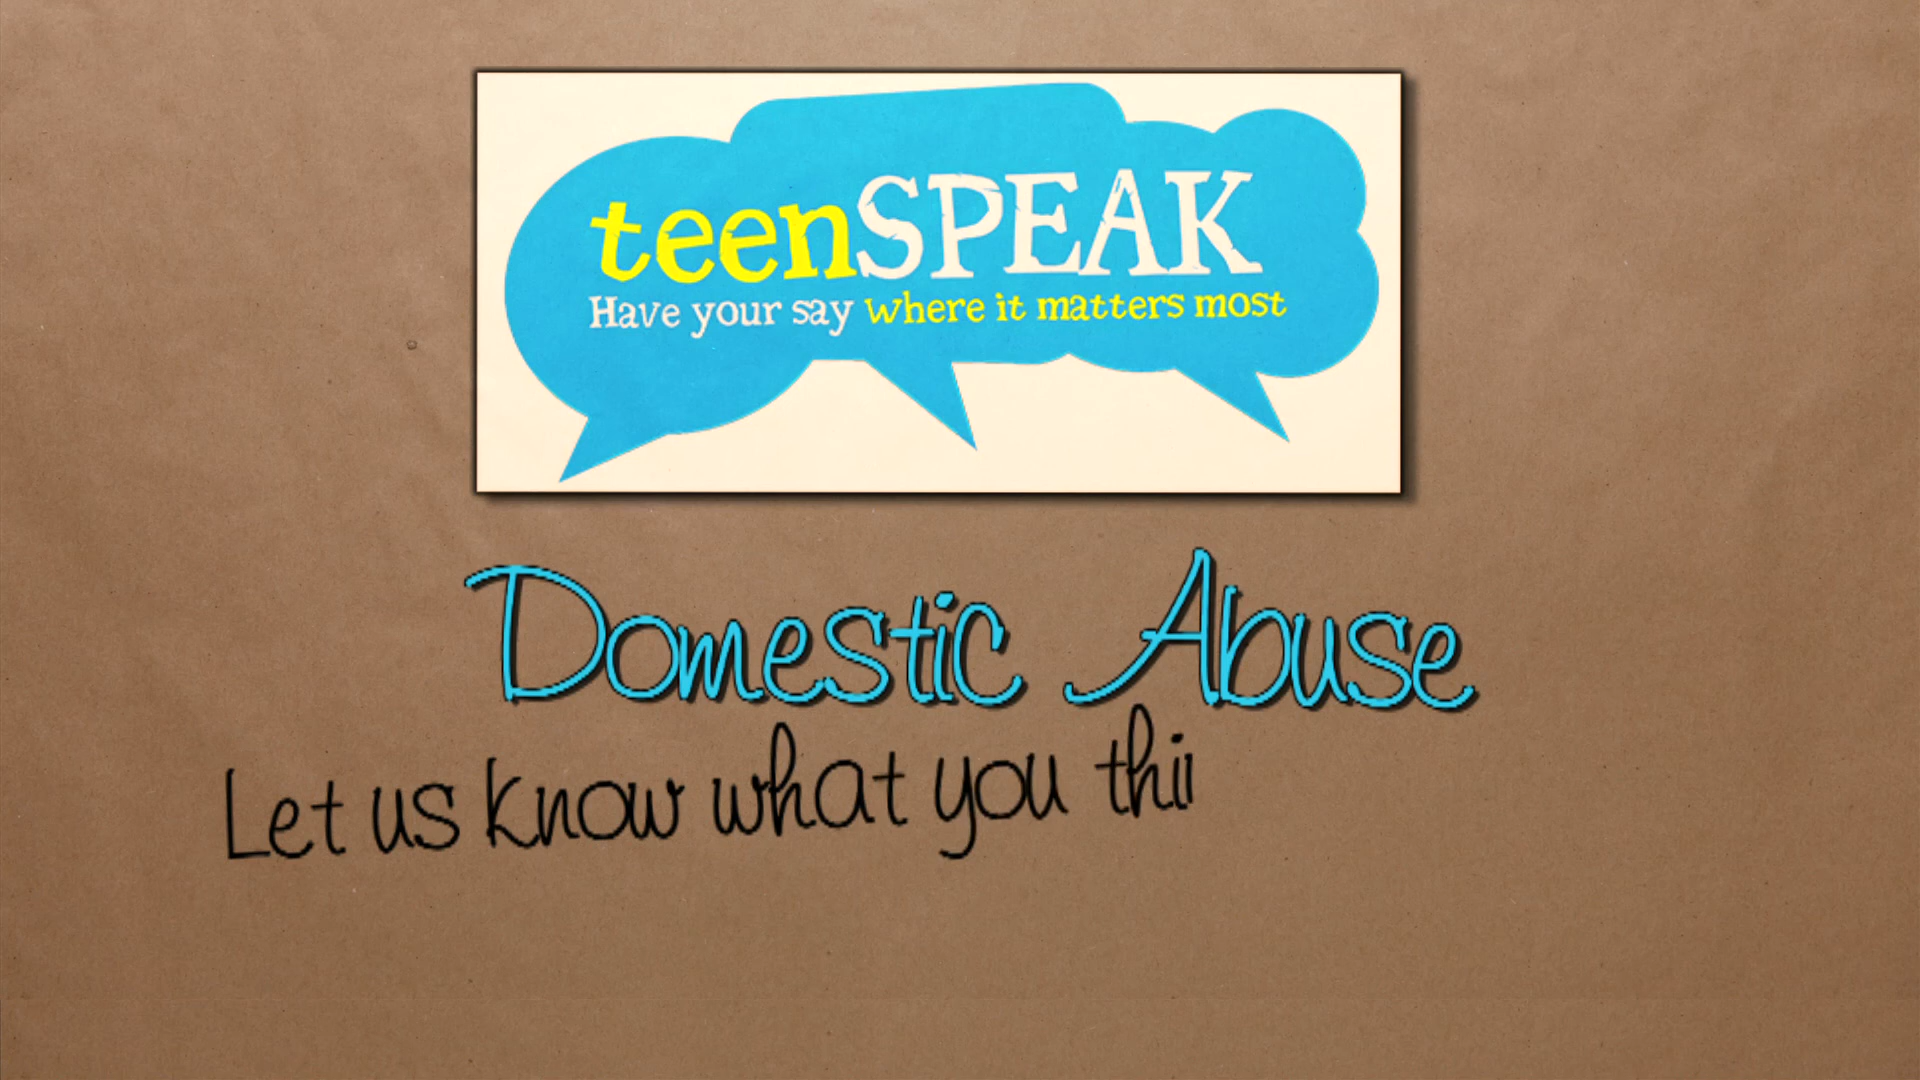 teenSPEAK
Have your say where it matters most
Domestic Abuse
Let us know what you thi